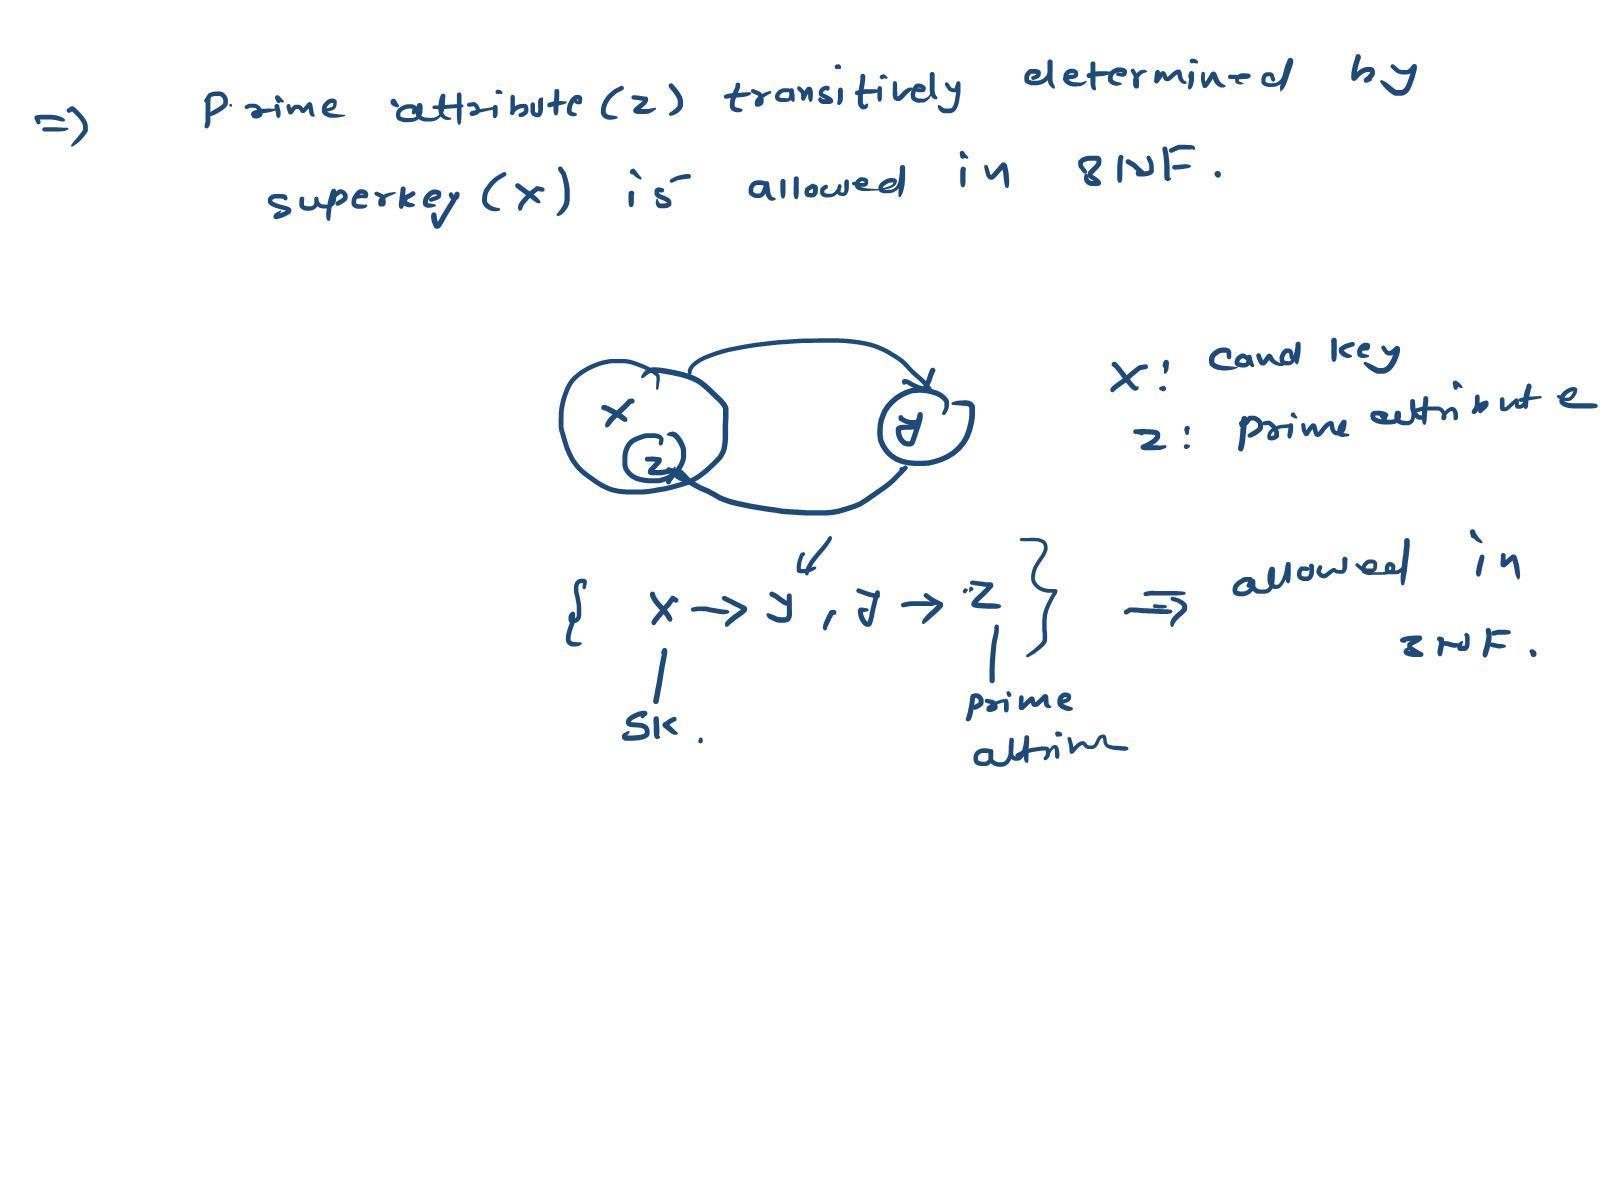 => Prime attribute (z) transitively determined by
superkey (x) is allowed in 3NF.
x : Cand key
z : prime attribute
x
z
y
{ x → y , y → z } ⇒ allowed in
3NF.
SK .
prime